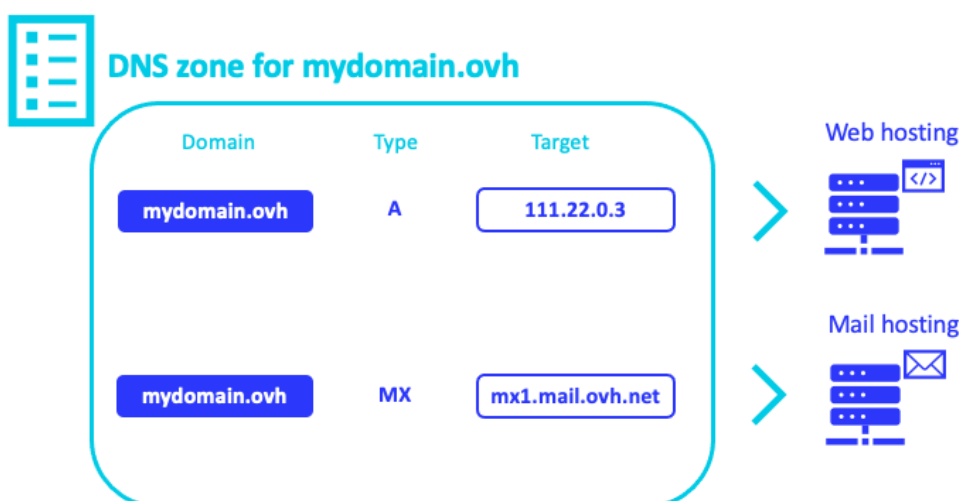 DNS zone for mydomain.ovh
Domain Type Target
Web hosting
</>
mydomain.ovh A 111.22.0.3
Mail hosting
mydomain.ovh MX mx1.mail.ovh.net